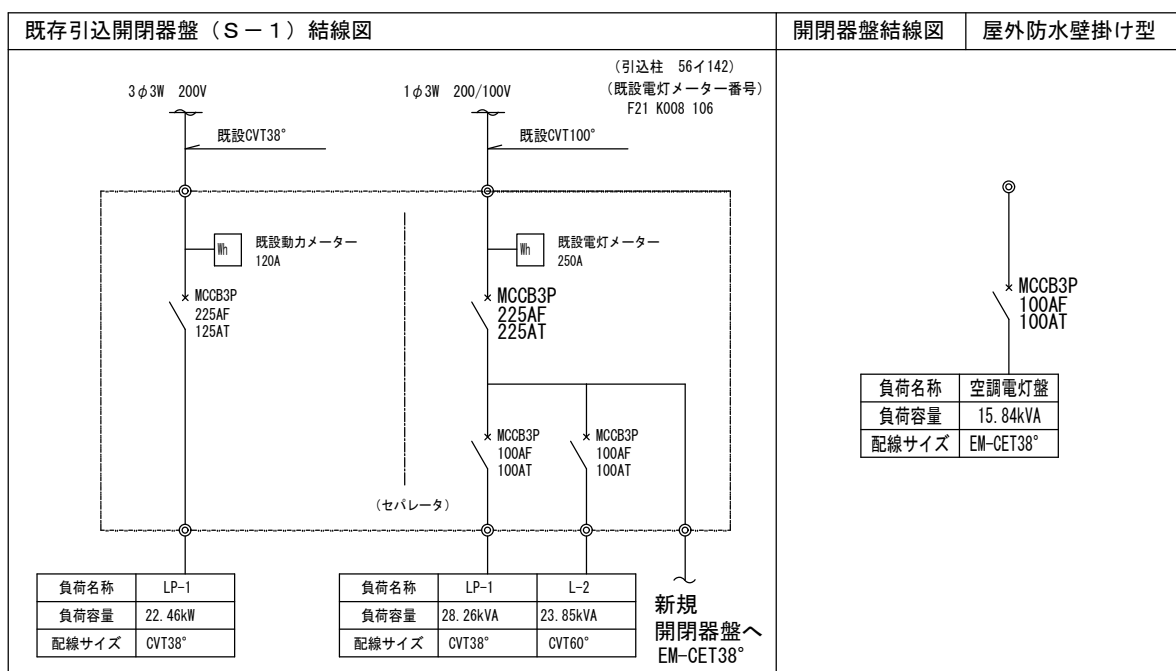 既存引込開閉器盤（S－1）結線図
開閉器盤結線図
屋外防水壁掛け型
(引込柱 56イ142)
(既設電灯メーター番号)
F21 K008 106
3φ3W 200V
1φ3W 200/100V
既設CVT38°
既設CVT100°
Wh
既設動力メーター
120A
Wh
既設電灯メーター
250A
MCCB3P
225AF
125AT
MCCB3P
225AF
225AT
MCCB3P
100AF
100AT
MCCB3P
100AF
100AT
(セパレータ)
負荷名称 LP-1
負荷容量 22.46kW
配線サイズ CVT38°
負荷名称 LP-1 L-2
負荷容量 28.26kVA 23.85kVA
配線サイズ CVT38° CVT60°
新規
開閉器盤へ
EM-CET38°
MCCB3P
100AF
100AT
負荷名称 空調電灯盤
負荷容量 15.84kVA
配線サイズ EM-CET38°